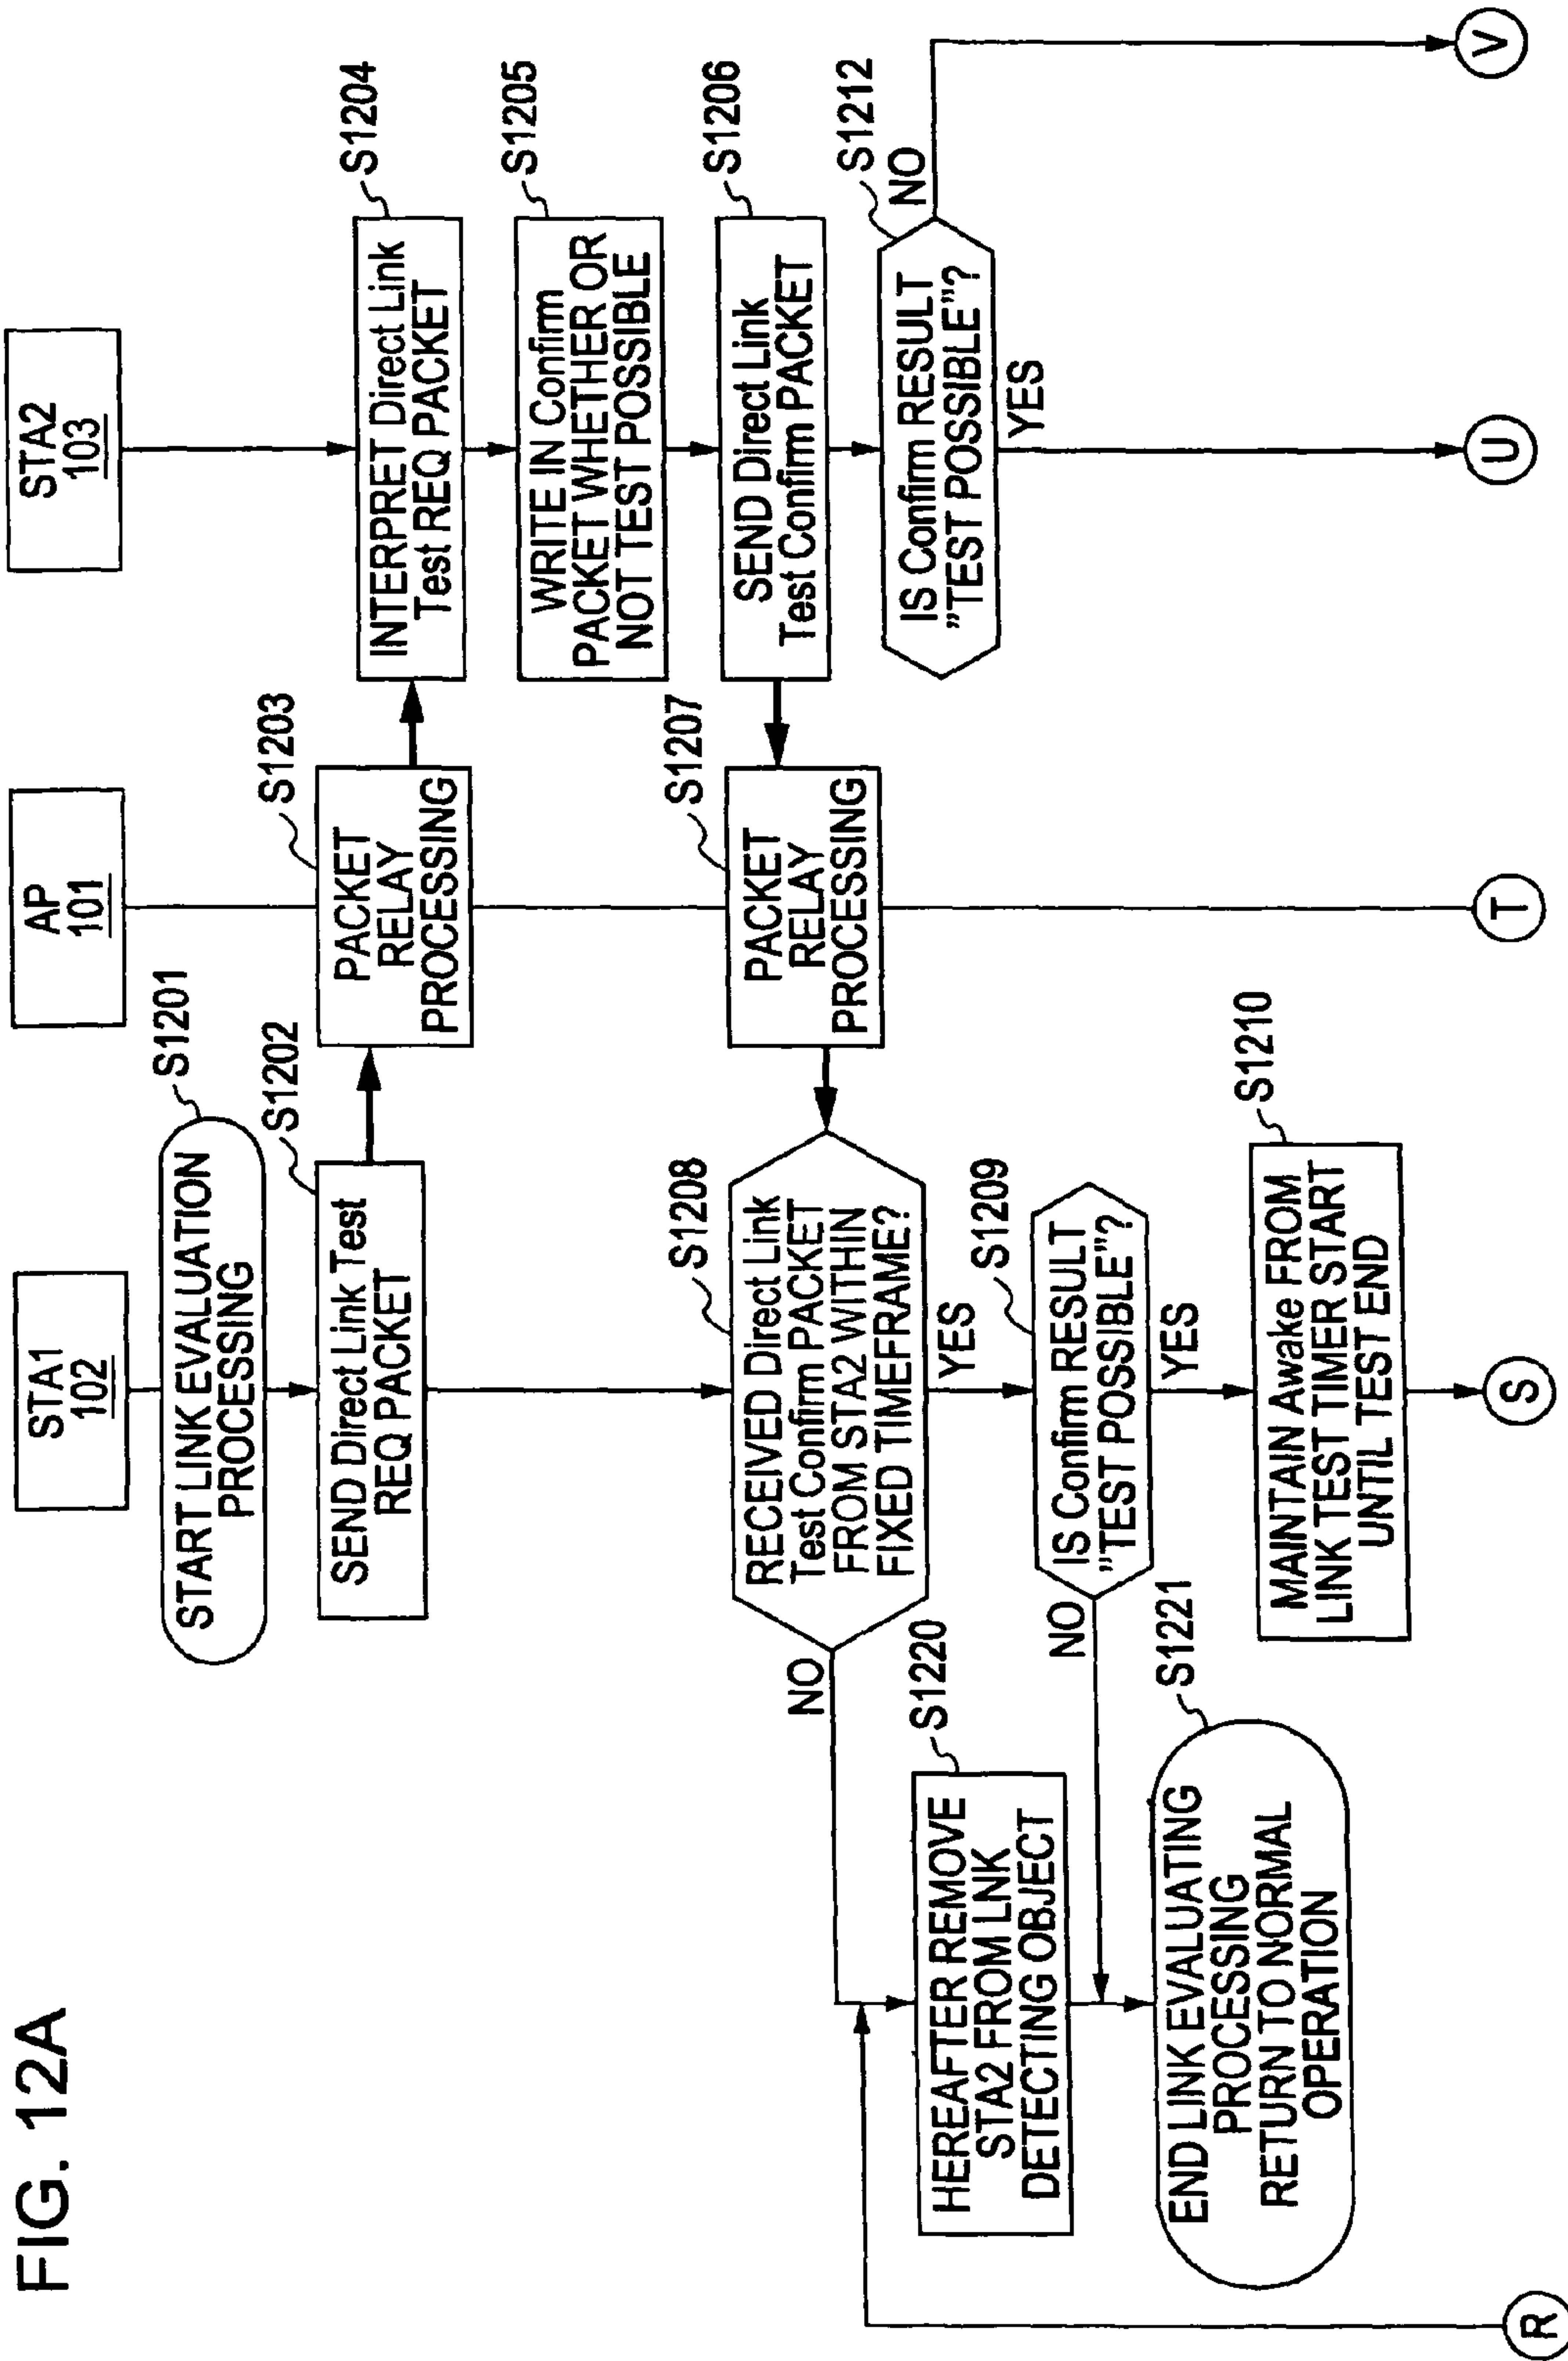 FIG. 12A
STA1
102
AP
101
STA2
103
S1201
START LINK EVALUATION
PROCESSING
S1202
SEND Direct Link Test
REQ PACKET
S1203
PACKET
RELAY
PROCESSING
S1204
INTERPRET Direct Link
Test REQ PACKET
S1205
WRITE IN Confirm
PACKET WHETHER OR
NOT TEST POSSIBLE
S1206
SEND Direct Link
Test Confirm PACKET
S1207
PACKET
RELAY
PROCESSING
S1208
RECEIVED Direct Link
Test Confirm PACKET
FROM STA2 WITHIN
FIXED TIMEFRAME?
NO
YES
S1212
IS Confirm RESULT
"TEST POSSIBLE"?
NO
YES
S1209
IS Confirm RESULT
"TEST POSSIBLE"?
NO
YES
S1220
HEREAFTER REMOVE
STA2 FROM LNK
DETECTING OBJECT
S1221
END LINK EVALUATING
PROCESSING
RETURN TO NORMAL
OPERATION
S1210
MAINTAIN Awake FROM
LINK TEST TIMER START
UNTIL TEST END
R
S
T
U
V